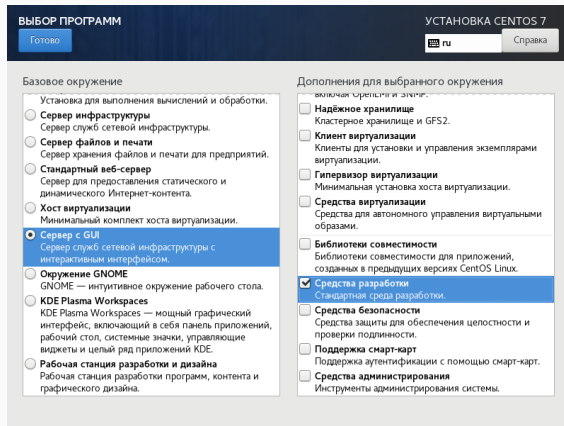 ВЫБОР ПРОГРАММ
УСТАНОВКА CENTOS 7
Готово
ru
Справка
Базовое окружение
Установка для выполнения вычислений и обработки.
Сервер инфраструктуры
Сервер служб сетевой инфраструктуры.
Сервер файлов и печати
Сервер хранения файлов и печати для предприятий.
Стандартный веб-сервер
Сервер для предоставления статического и
динамического Интернет-контента.
Хост виртуализации
Минимальный комплект хоста виртуализации.
Сервер с GUI
Сервер служб сетевой инфраструктуры с
интерактивным интерфейсом.
Окружение GNOME
GNOME — интуитивное окружение рабочего стола.
KDE Plasma Workspaces
KDE Plasma Workspaces — мощный графический
интерфейс, включающий в себя панель приложений,
рабочий стол, системные значки, управляющие
виджеты и целый ряд приложений KDE.
Рабочая станция разработки и дизайна
Рабочая станция разработки программ, контента и
графического дизайна.
Дополнения для выбранного окружения
включая OpenLMI и SNMP.
Надёжное хранилище
Кластерное хранилище и GFS2.
Клиент виртуализации
Клиенты для установки и управления экземплярами
виртуализации.
Гипервизор виртуализации
Минимальная установка хоста виртуализации.
Средства виртуализации
Средства для автономного управления виртуальными
образами.
Библиотеки совместимости
Библиотеки совместимости для приложений,
созданных в предыдущих версиях CentOS Linux.
Средства разработки
Стандартная среда разработки.
Средства безопасности
Средства защиты для обеспечения целостности и
проверки подлинности.
Поддержка смарт-карт
Поддержка аутентификации с помощью смарт-карт.
Средства администрирования
Инструменты администрирования системы.